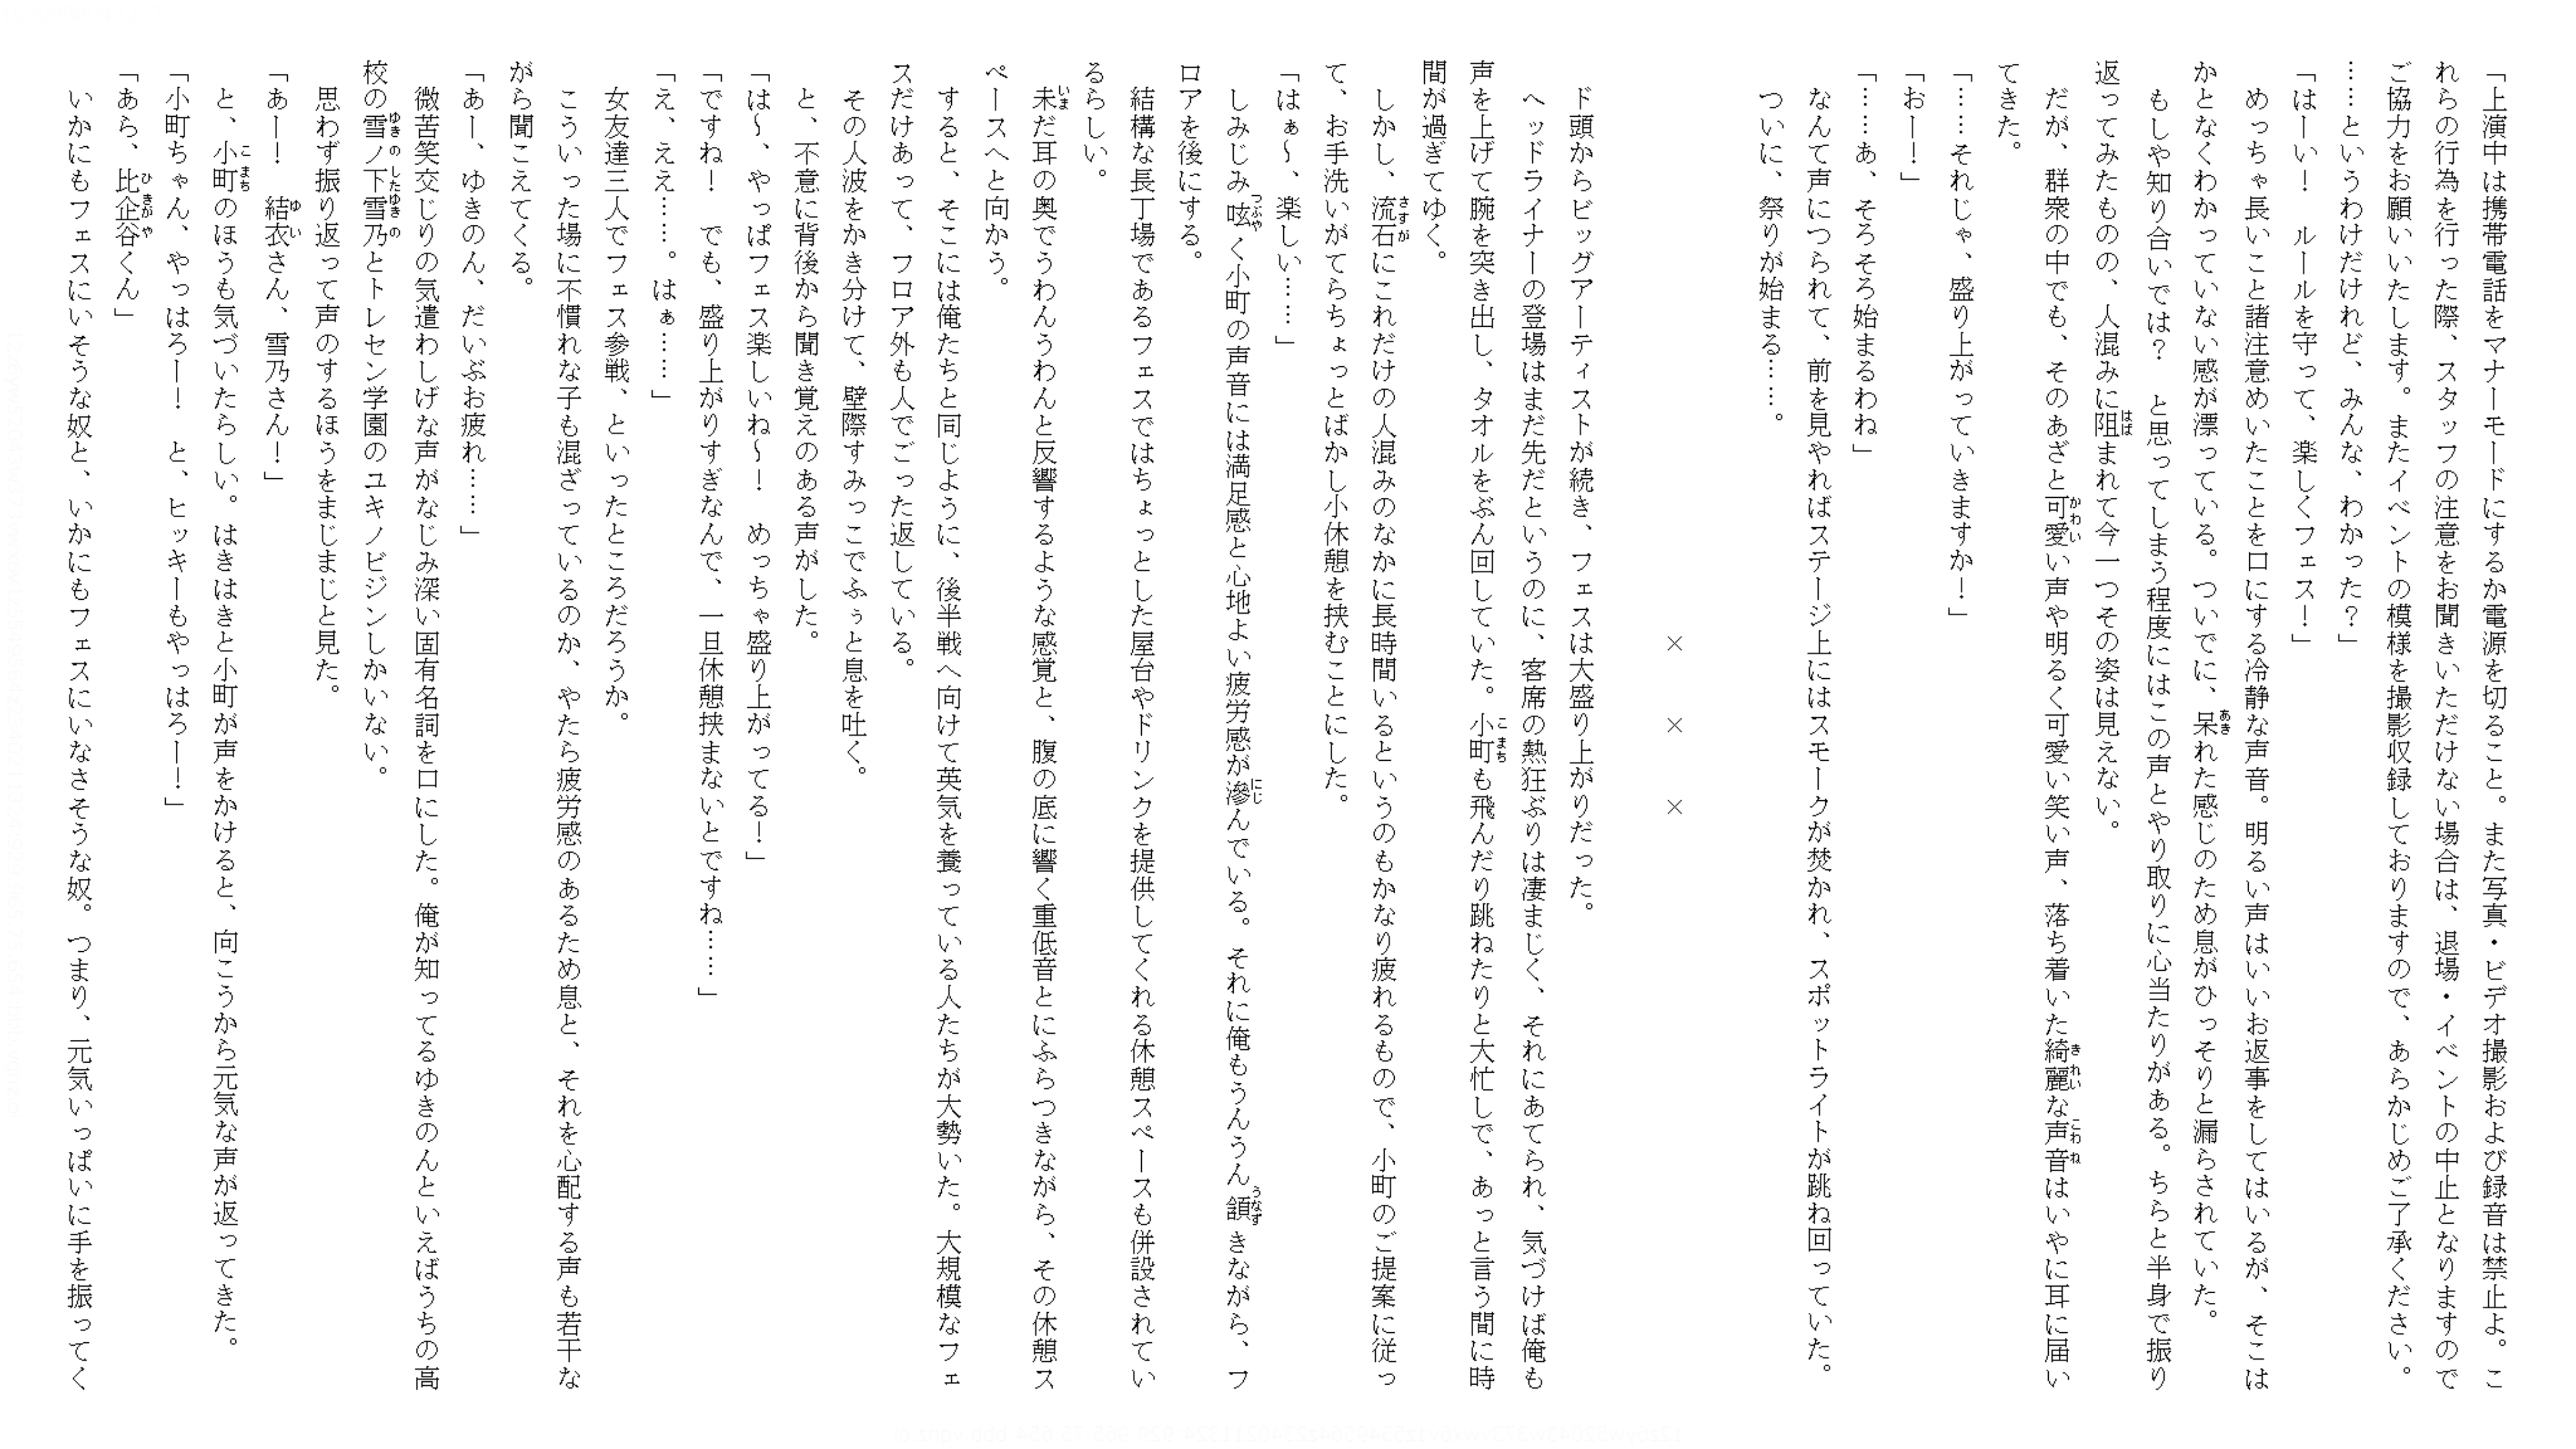 「上演中は携帯電話をマナーモードにするか電源を切ること。また写真・ビデオ撮影および録音は禁止よ。こ
れらの行為を行った際、スタッフの注意をお聞きいただけない場合は、退場・イベントの中止となりますので
ご協力をお願いいたします。またイベントの模様を撮影収録しておりますので、あらかじめご了承ください。
……というわけだけれど、みんな、わかった？」
「はーい！　ルールを守って、楽しくフェス！」
めっちゃ長いこと諸注意めいたことを口にする冷静な声音。明るい声はいいお返事をしてはいるが、そこは
かとなくわかっていない感が漂っている。ついでに、呆れた感じのため息がひっそりと漏らされていた。
もしや知り合いでは？　と思ってしまう程度にはこの声とやり取りに心当たりがある。ちらと半身で振り
返ってみたものの、人混みに阻まれて今一つその姿は見えない。
だが、群衆の中でも、そのあざと可愛い声や明るく可愛い笑い声、落ち着いた綺麗な声音はいやに耳に届い
てきた。
「……それじゃ、盛り上がっていきますか！」
「おー！」
「……あ、そろそろ始まるわね」
なんて声につられて、前を見やればステージ上にはスモークが焚かれ、スポットライトが跳ね回っていた。
ついに、祭りが始まる……。
×　×　×
ド頭からビッグアーティストが続き、フェスは大盛り上がりだった。
ヘッドライナーの登場はまだ先だというのに、客席の熱狂ぶりは凄まじく、それにあてられ、気づけば俺も
声を上げて腕を突き出し、タオルをぶん回していた。小町も飛んだり跳ねたりと大忙しで、あっと言う間に時
間が過ぎてゆく。
しかし、流石にこれだけの人混みのなかに長時間いるというのもかなり疲れるもので、小町のご提案に従っ
て、お手洗いがてらちょっとばかし小休憩を挟むことにした。
「はぁ〜、楽しい……」
しみじみ呟く小町の声音には満足感と心地よい疲労感が滲んでいる。それに俺もうんうん頷きながら、フ
ロアを後にする。
結構な長丁場であるフェスではちょっとした屋台やドリンクを提供してくれる休憩スペースも併設されてい
るらしい。
未だ耳の奥でうわんうわんと反響するような感覚と、腹の底に響く重低音とにふらつきながら、その休憩ス
ペースへと向かう。
すると、そこには俺たちと同じように、後半戦へ向けて英気を養っている人たちが大勢いた。大規模なフェ
スだけあって、フロア外も人でごった返している。
その人波をかき分けて、壁際すみっこでふぅと息を吐く。
と、不意に背後から聞き覚えのある声がした。
「は〜、やっぱフェス楽しいね〜！　めっちゃ盛り上がってる！」
「ですね！　でも、盛り上がりすぎなんで、一旦休憩挟まないとですね……」
「え、ええ……。はぁ……」
女友達三人でフェス参戦、といったところだろうか。
こういった場に不慣れな子も混ざっているのか、やたら疲労感のあるため息と、それを心配する声も若干な
がら聞こえてくる。
「あー、ゆきのん、だいぶお疲れ……」
微苦笑交じりの気遣わしげな声がなじみ深い固有名詞を口にした。俺が知ってるゆきのんといえばうちの高
校の雪ノ下雪乃とトレセン学園のユキノビジンしかいない。
思わず振り返って声のするほうをまじまじと見た。
「あー！　結衣さん、雪乃さん！」
と、小町のほうも気づいたらしい。はきはきと小町が声をかけると、向こうから元気な声が返ってきた。
「小町ちゃん、やっはろー！　と、ヒッキーもやっはろー！」
「あら、比企谷くん」
いかにもフェスにいそうな奴と、いかにもフェスにいなさそうな奴。つまり、元気いっぱいに手を振ってく